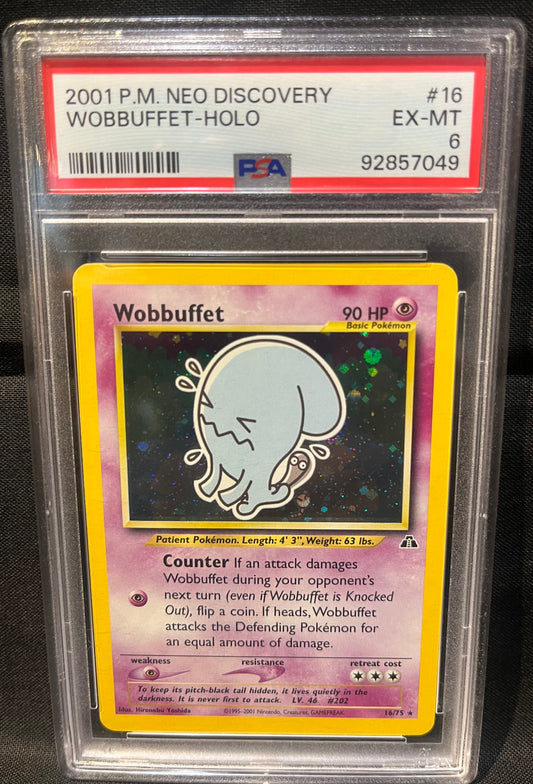 2001 P.M. NEO DISCOVERY #16
WOBBUFFET-HOLO EX-MT
6
PSA 92857049
Wobbuffet 90 HP
Basic Pokémon
Patient Pokémon. Length: 4' 3", Weight: 63 lbs.
Counter If an attack damages
Wobbuffet during your opponent's
next turn (even if Wobbuffet is Knocked
Out), flip a coin. If heads, Wobbuffet
attacks the Defending Pokémon for
an equal amount of damage.
weakness resistance retreat cost
To keep its pitch-black tail hidden, it lives quietly in the
darkness. It is never first to attack. LV. 46 #202
Illus. Hironobu Yoshida ©1995-2001 Nintendo, Creatures, GAMEFREAK. 16/75 ★